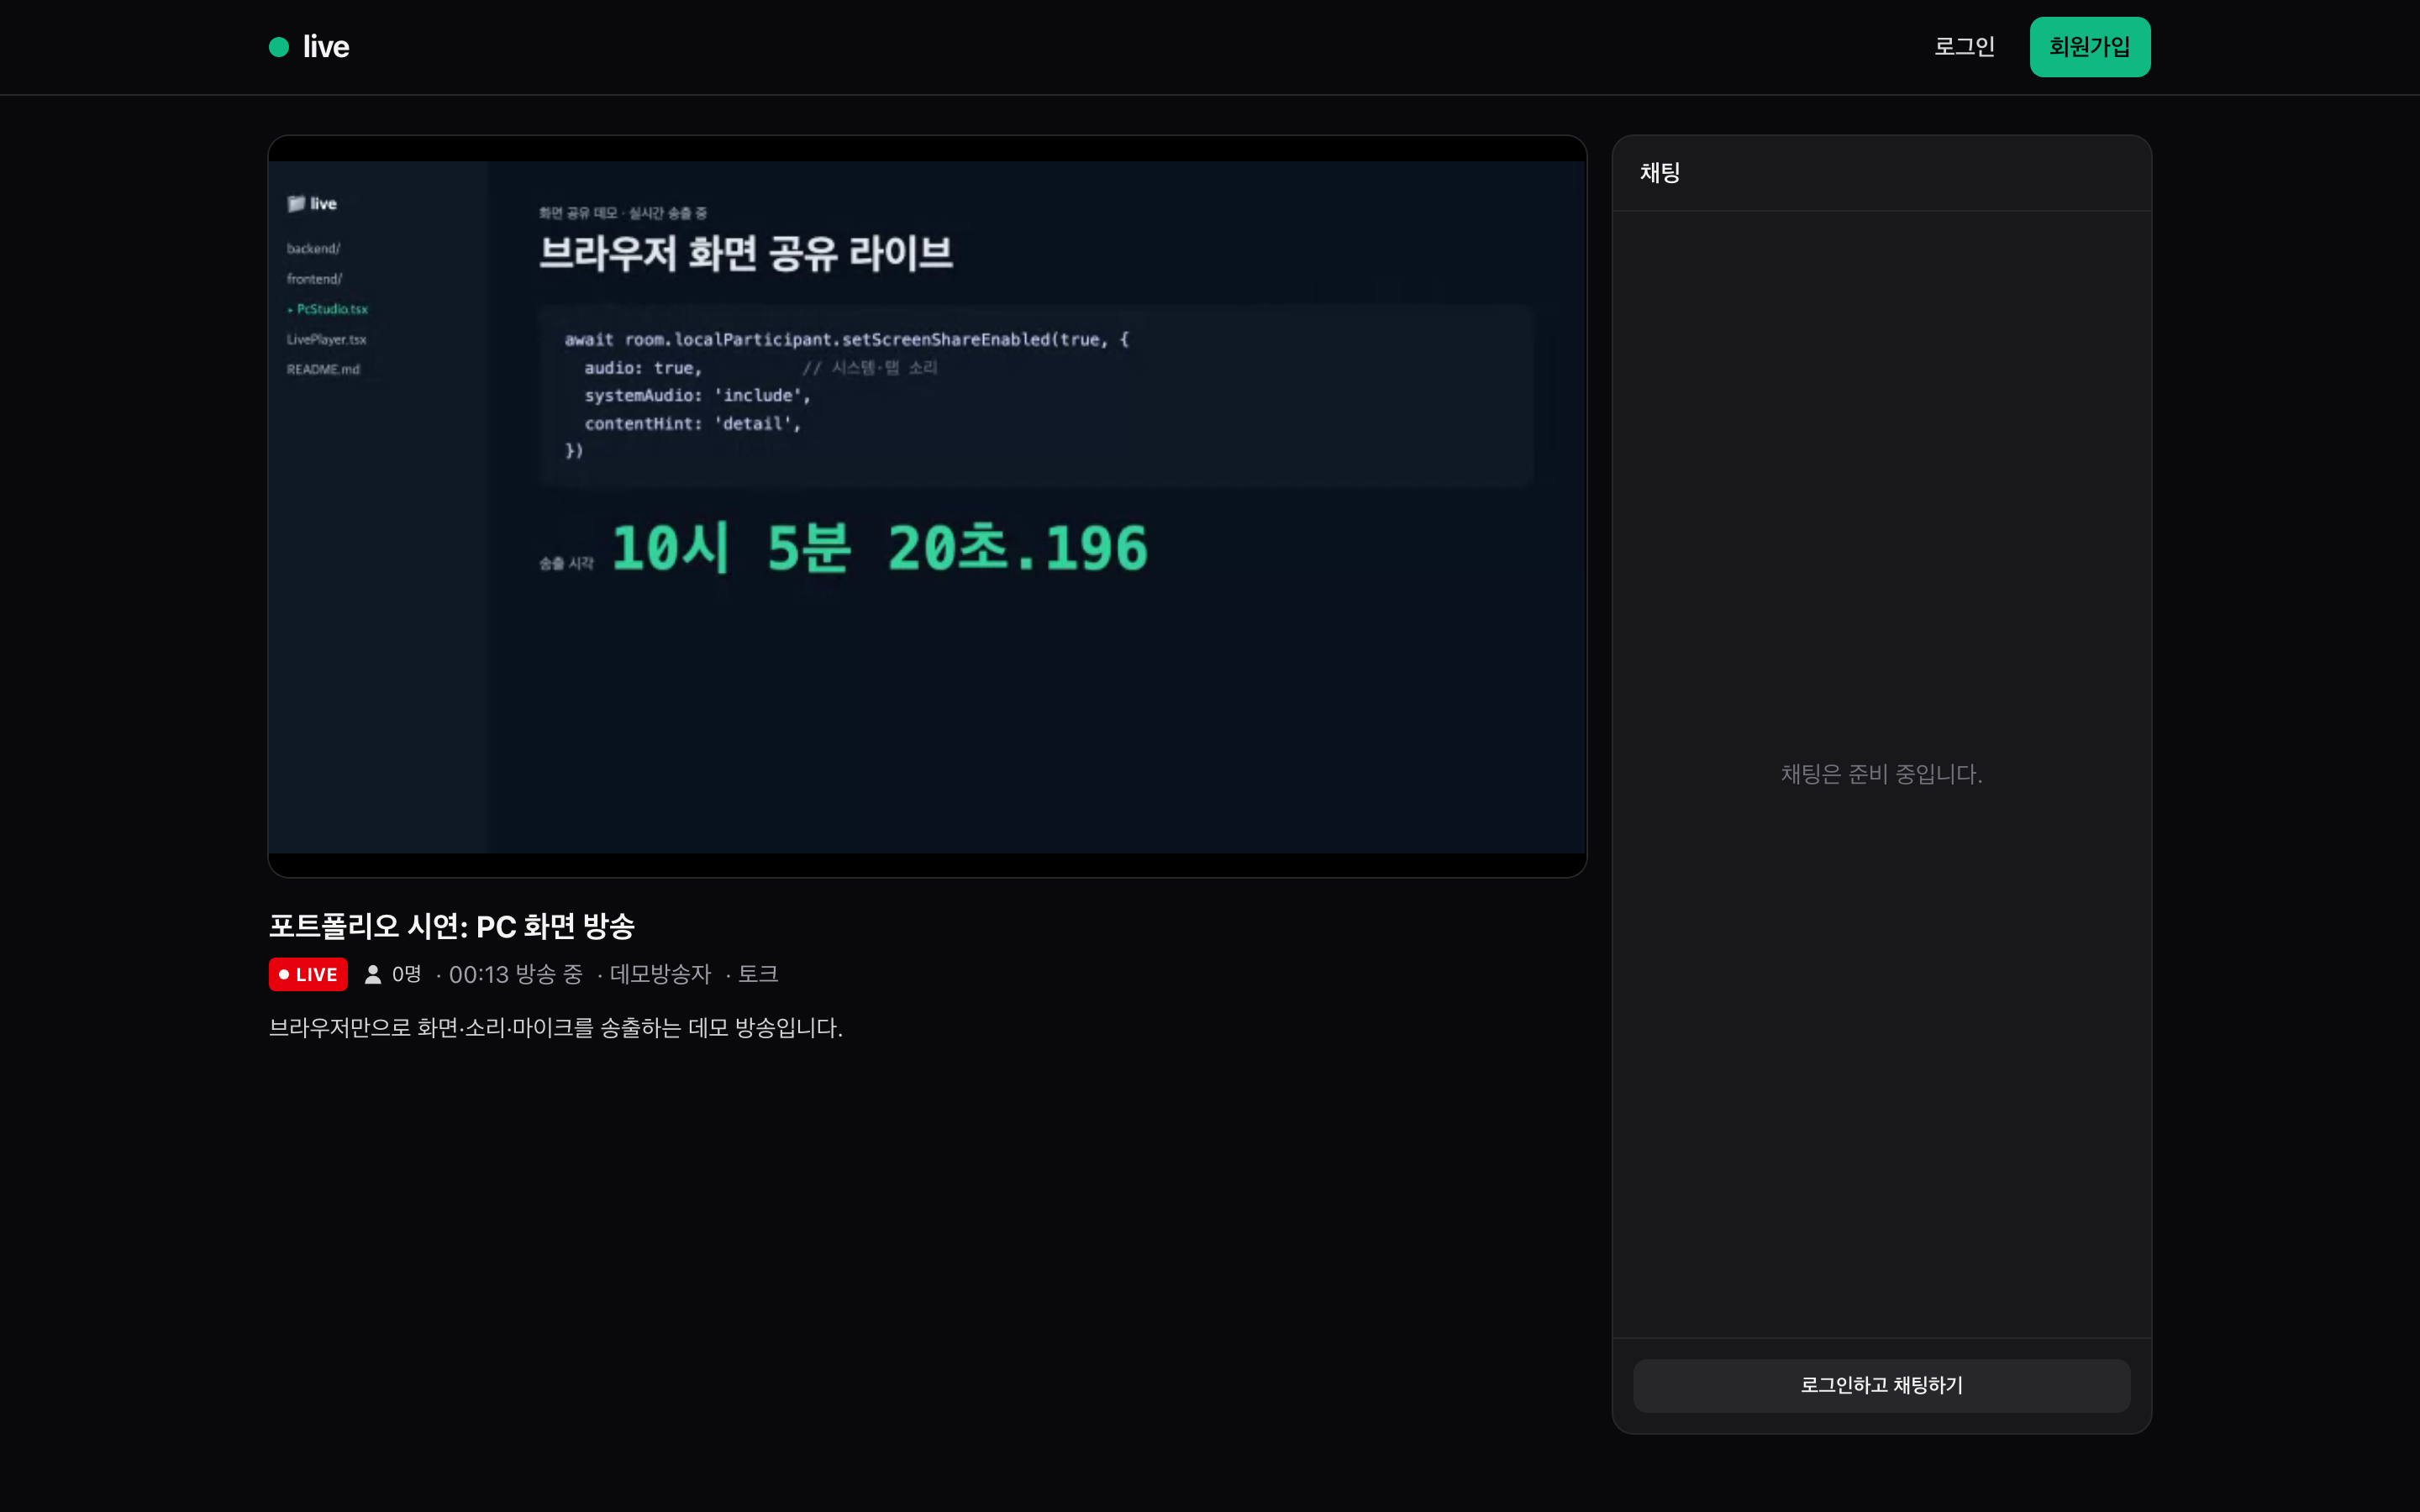 live
로그인
회원가입
live
backend/
frontend/
PcStudio.tsx
LivePlayer.tsx
README.md
화면 공유 데모 · 실시간 송출 중
브라우저 화면 공유 라이브
await room.localParticipant.setScreenShareEnabled(true, {
audio: true, // 시스템·탭 소리
systemAudio: 'include',
contentHint: 'detail',
})
송출 시각 10시 5분 20초.196
포트폴리오 시연: PC 화면 방송
LIVE 0명 · 00:13 방송 중 · 데모방송자 · 토크
브라우저만으로 화면·소리·마이크를 송출하는 데모 방송입니다.
채팅
채팅은 준비 중입니다.
로그인하고 채팅하기